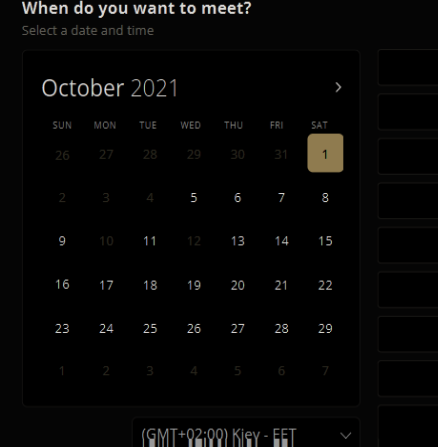 When do you want to meet?
Select a date and time
October 2021
SUN MON TUE WED THU FRI SAT
26 27 28 29 30 31 1
2 3 4 5 6 7 8
9 10 11 12 13 14 15
16 17 18 19 20 21 22
23 24 25 26 27 28 29
1 2 3 4 5 6 7
(GMT+02:00) Kiev - EET